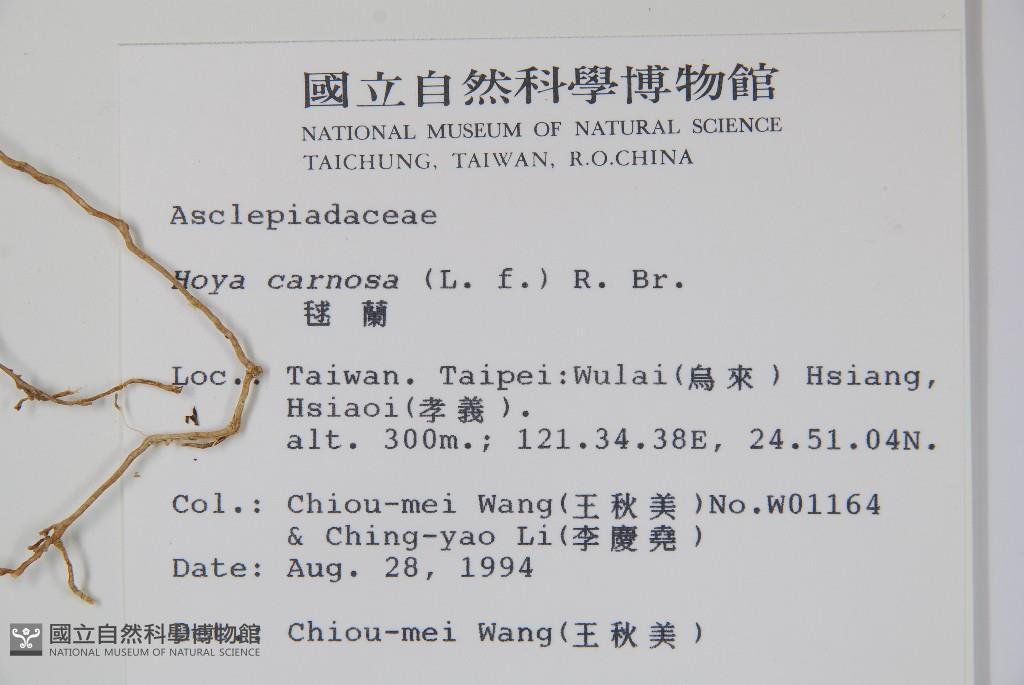 國立自然科學博物館
NATIONAL MUSEUM OF NATURAL SCIENCE
TAICHUNG, TAIWAN, R.O.CHINA
Asclepiadaceae
Hoya carnosa (L. f.) R. Br.
毬 蘭
Loc.: Taiwan. Taipei:Wulai(烏來) Hsiang,
Hsiaoi(孝義).
alt. 300m.; 121.34.38E, 24.51.04N.
Col.: Chiou-mei Wang(王秋美)No.W01164
& Ching-yao Li(李慶堯)
Date: Aug. 28, 1994
Det.: Chiou-mei Wang(王秋美)
國立自然科學博物館
NATIONAL MUSEUM OF NATURAL SCIENCE